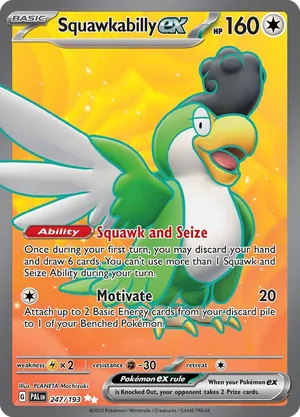 BASIC
Squawkabilly ex HP 160
Ability Squawk and Seize
Once during your first turn, you may discard your hand
and draw 6 cards. You can't use more than 1 Squawk and
Seize Ability during your turn.
Motivate 20
Attach up to 2 Basic Energy cards from your discard pile
to 1 of your Benched Pokémon.
weakness ×2 resistance -30 retreat
Pokémon ex rule When your Pokémon ex
is Knocked Out, your opponent takes 2 Prize cards.
Illus. PLANETA Mochizuki
G PAL EN 247/193
©2023 Pokémon / Nintendo / Creatures / GAME FREAK